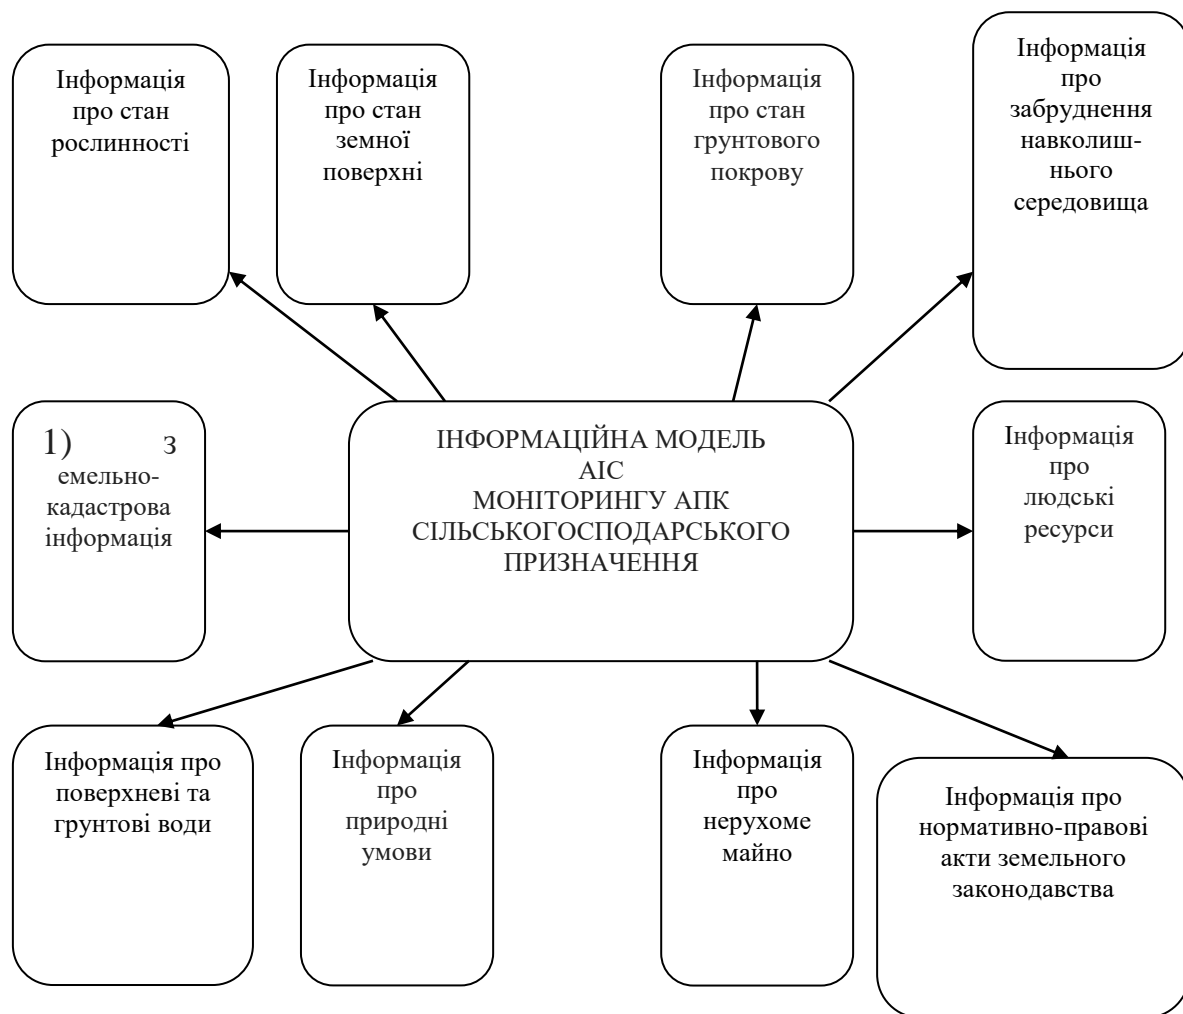 Інформація
про стан
рослинності
Інформація
про стан
земної
поверхні
Інформація
про стан
грунтового
покрову
Інформація
про
забруднення
навколиш-
нього
середовища
1) з
емельно-
кадастрова
інформація
ІНФОРМАЦІЙНА МОДЕЛЬ
АІС
МОНІТОРИНГУ АПК
СІЛЬСЬКОГОСПОДАРСЬКОГО
ПРИЗНАЧЕННЯ
Інформація
про
людські
ресурси
Інформація про
поверхневі та
грунтові води
Інформація
про
природні
умови
Інформація
про
нерухоме
майно
Інформація про
нормативно-правові
акти земельного
законодавства